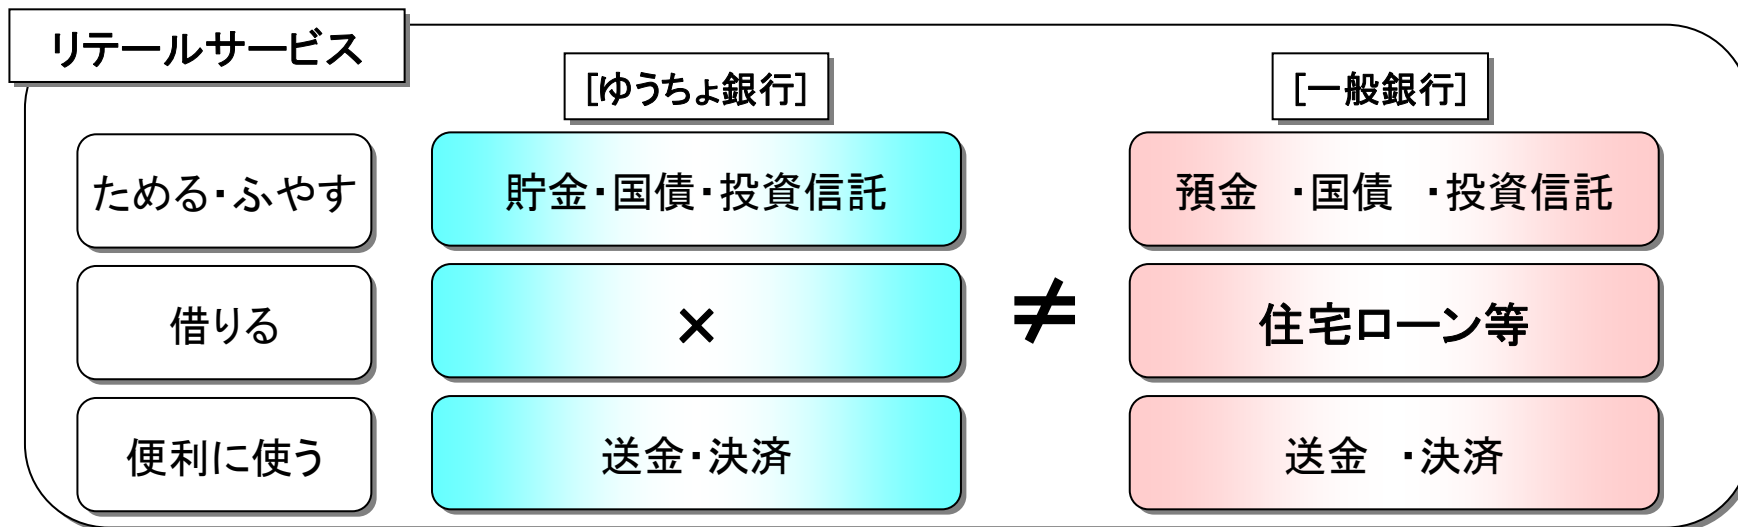 リテールサービス
[ゆうちょ銀行]
[一般銀行]
ためる・ふやす
貯金・国債・投資信託
預金 ・国債 ・投資信託
借りる
×
≠
住宅ローン等
便利に使う
送金・決済
送金 ・決済